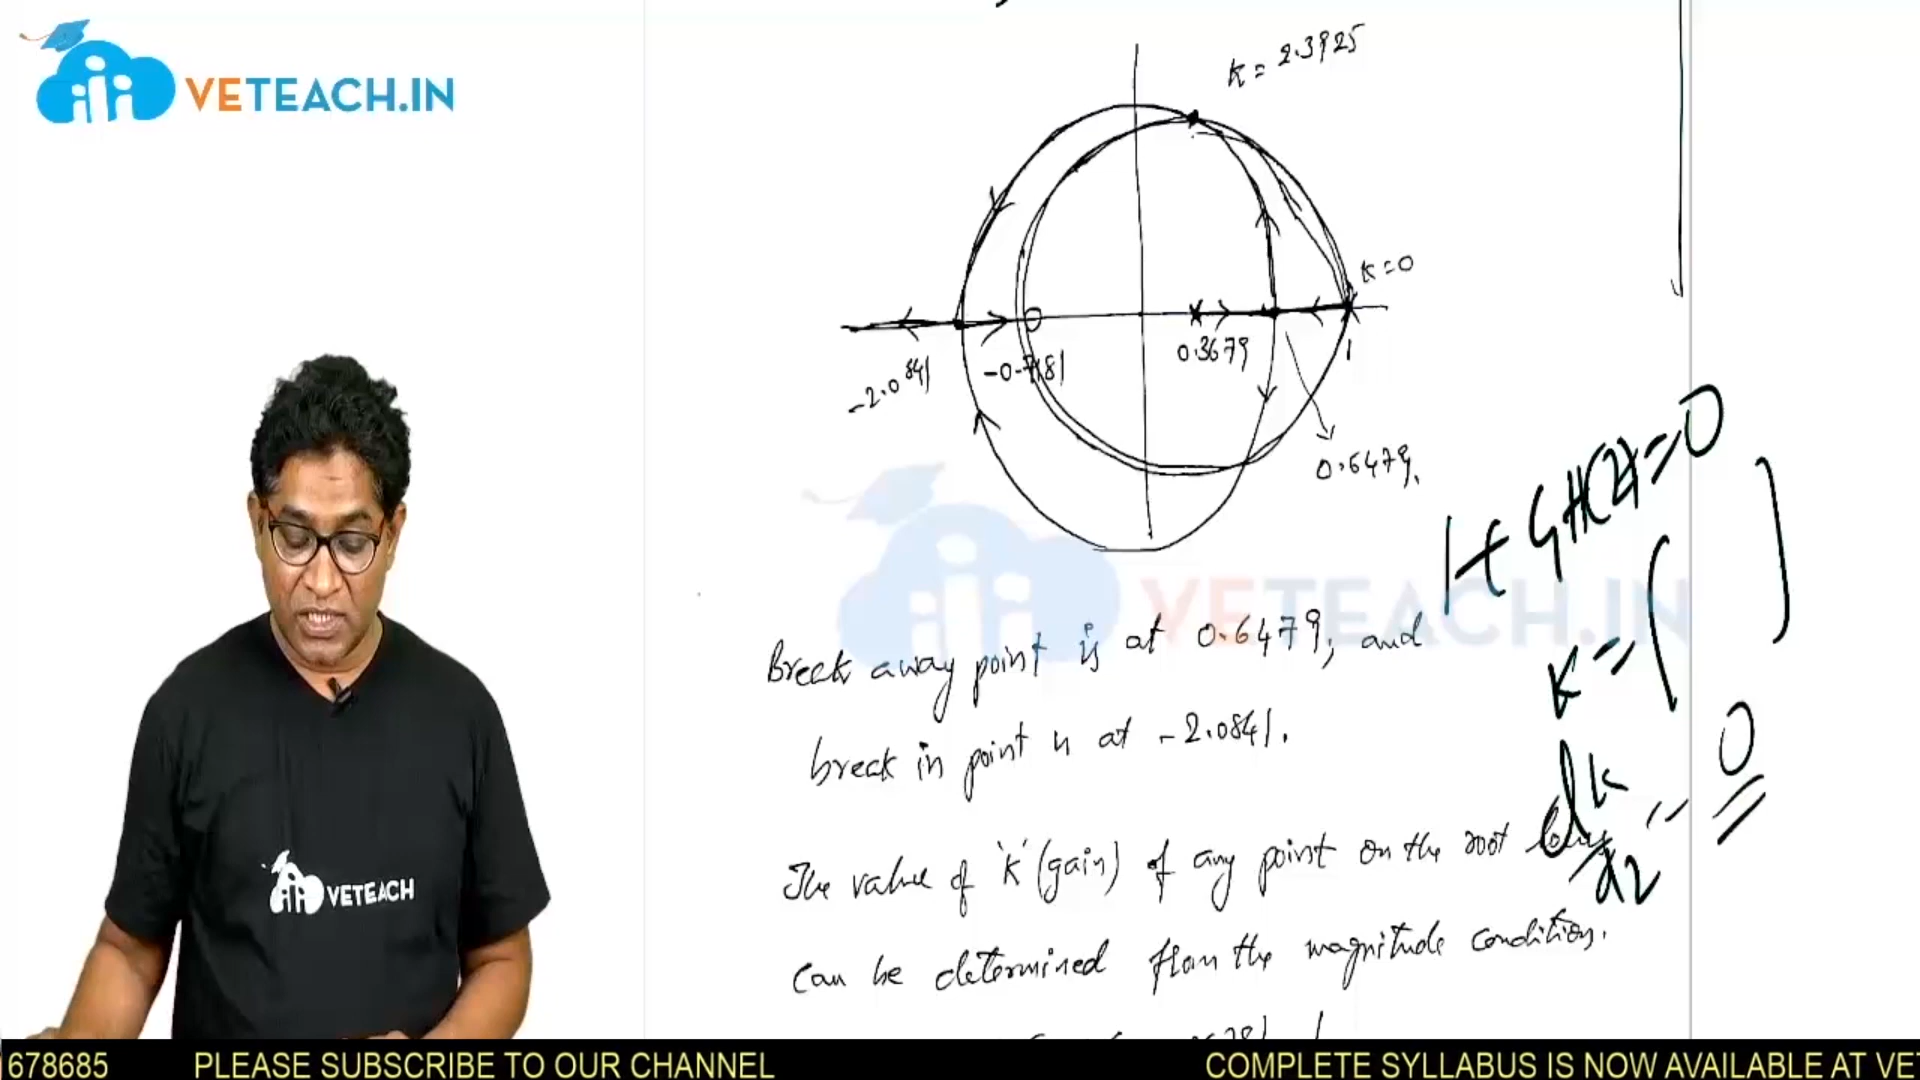 VETEACH.IN
K = 2.3925
K = 0
-2.0841
-0.7181
0.3679
1
0.6479.
1 + GH(Z) = 0
VETEACH.IN
K = [ ]
Break away point is at 0.6479, and
break in point is at -2.0841.
dk/dz = 0
The value of 'K' (gain) of any point on the root locus
can be determined from the magnitude condition.
VETEACH
678685 PLEASE SUBSCRIBE TO OUR CHANNEL COMPLETE SYLLABUS IS NOW AVAILABLE AT VET